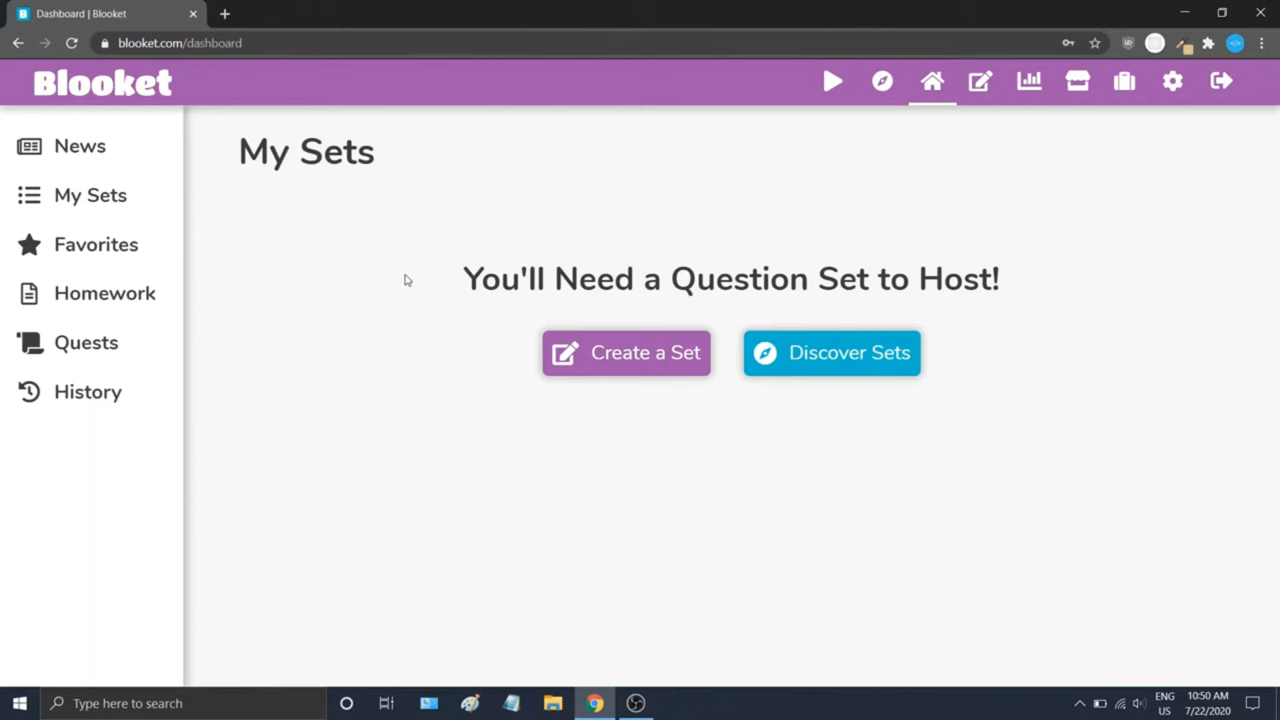 Dashboard | Blooket
blooket.com/dashboard
Blooket
News
My Sets
Favorites
Homework
Quests
History
My Sets
You'll Need a Question Set to Host!
Create a Set
Discover Sets
Type here to search
ENG
US
10:50 AM
7/22/2020